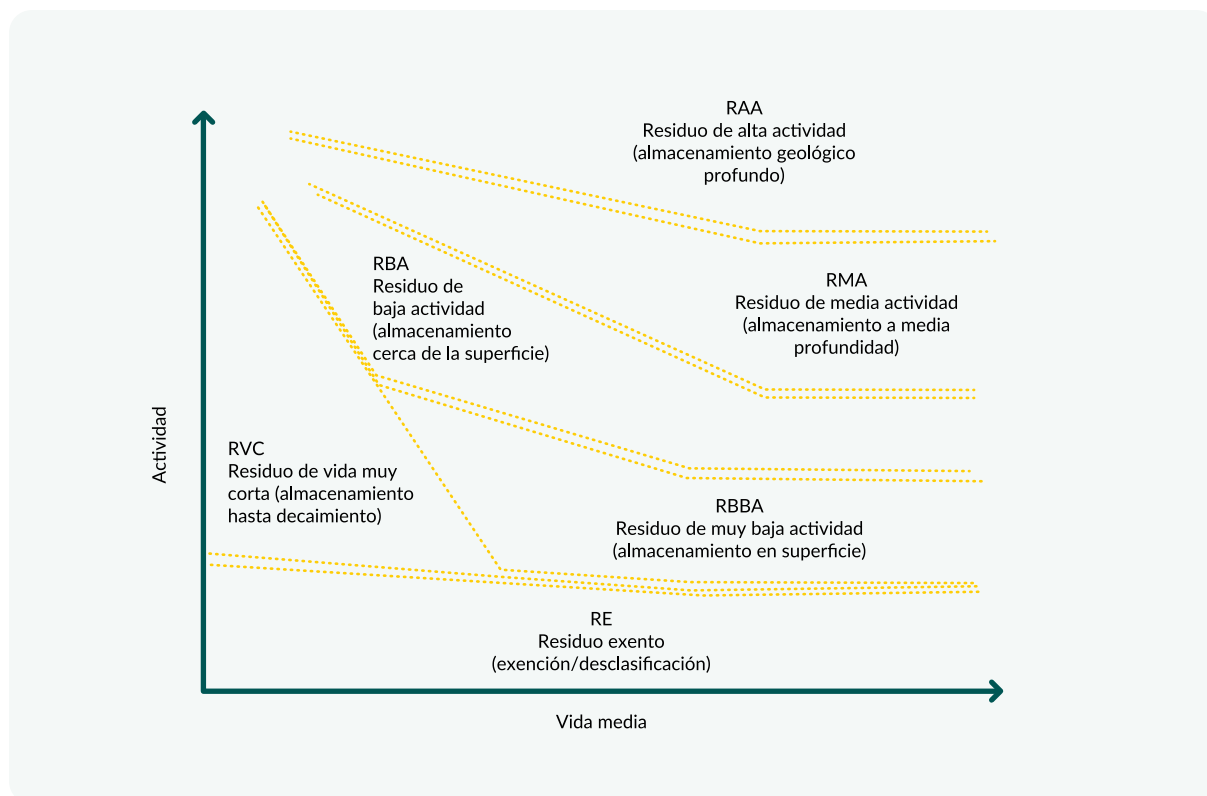 RAA
Residuo de alta actividad
(almacenamiento geológico
profundo)
RBA
Residuo de
baja actividad
(almacenamiento
cerca de la superficie)
RMA
Residuo de media actividad
(almacenamiento a media
profundidad)
Actividad
RVC
Residuo de vida muy
corta (almacenamiento
hasta decaimiento)
RBBA
Residuo de muy baja actividad
(almacenamiento en superficie)
RE
Residuo exento
(exención/desclasificación)
Vida media